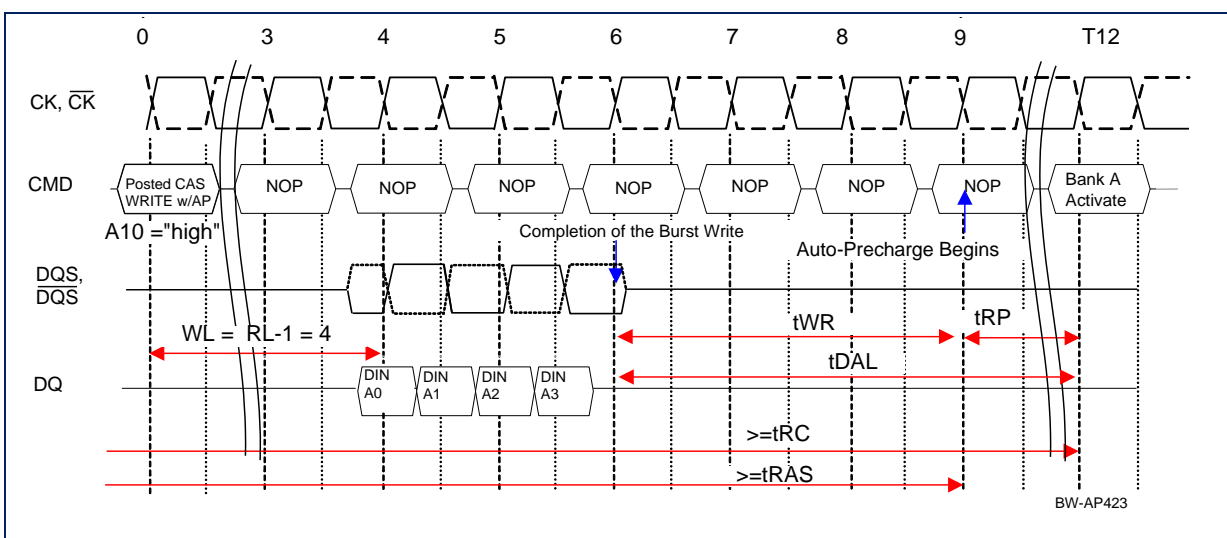 0 3 4 5 6 7 8 9 T12
CK, CK
CMD
Posted CAS
WRITE w/AP
NOP NOP NOP NOP NOP NOP NOP
Bank A
Activate
A10 ="high"
Completion of the Burst Write
Auto-Precharge Begins
DQS,
DQS
WL = RL-1 = 4
tWR
tRP
tDAL
DQ
DIN
A0
DIN
A1
DIN
A2
DIN
A3
>=tRC
>=tRAS
BW-AP423